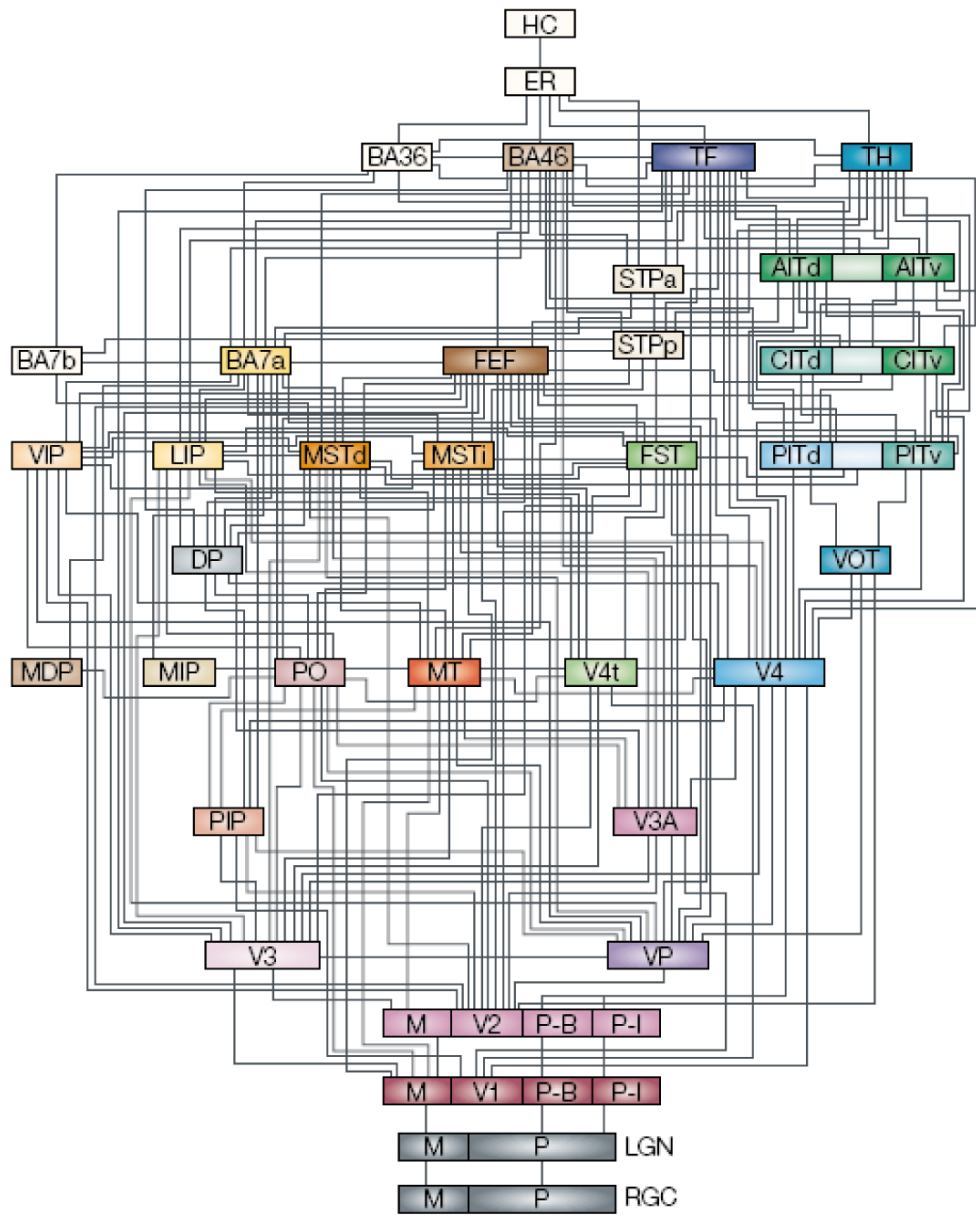 HC
ER
BA36 BA46 TF TH
AITd AITv
STPa
STPp
BA7b BA7a FEF CITd CITv
VIP LIP MSTd MSTi FST PITd PITv
DP VOT
MDP MIP PO MT V4t V4
PIP V3A
V3 VP
M V2 P-B P-I
M V1 P-B P-I
M P LGN
M P RGC